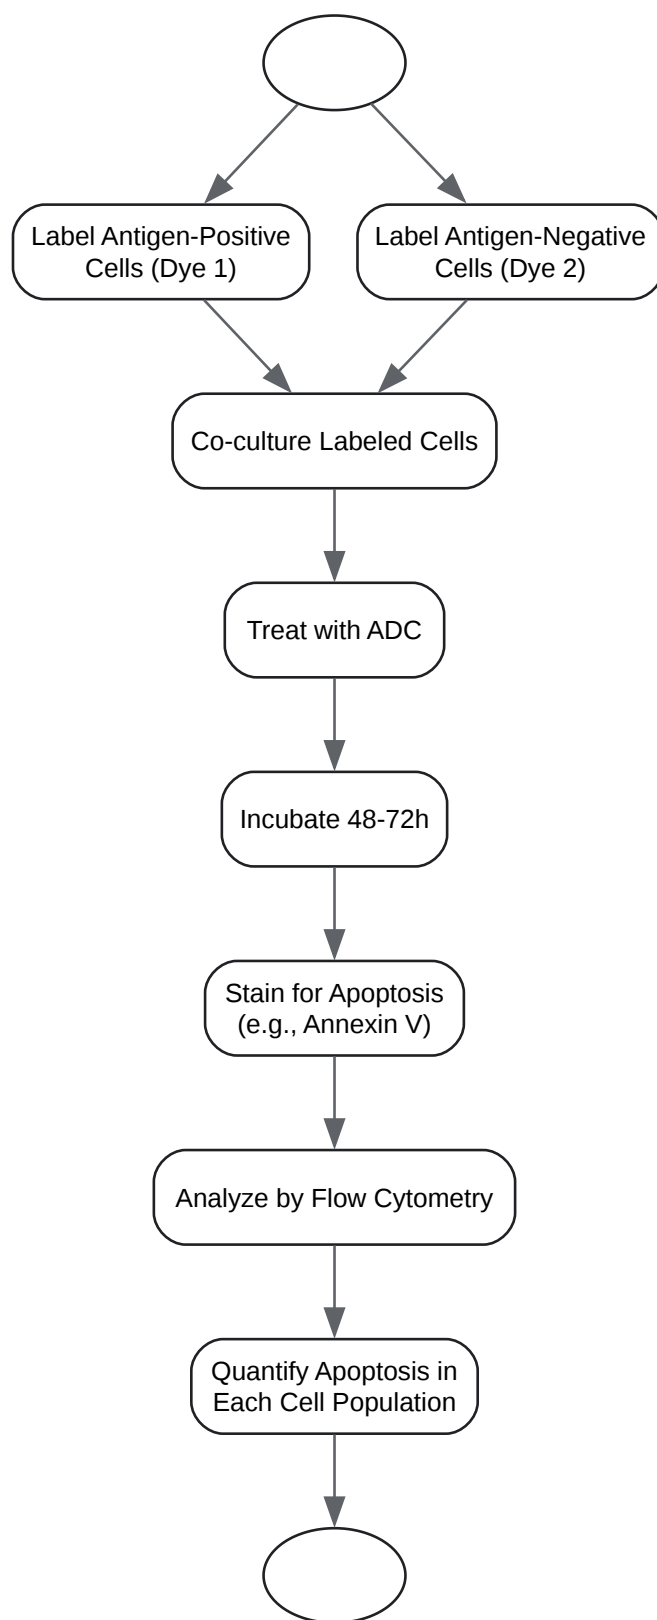 Label Antigen-Positive
Cells (Dye 1)
Label Antigen-Negative
Cells (Dye 2)
Co-culture Labeled Cells
Treat with ADC
Incubate 48-72h
Stain for Apoptosis
(e.g., Annexin V)
Analyze by Flow Cytometry
Quantify Apoptosis in
Each Cell Population